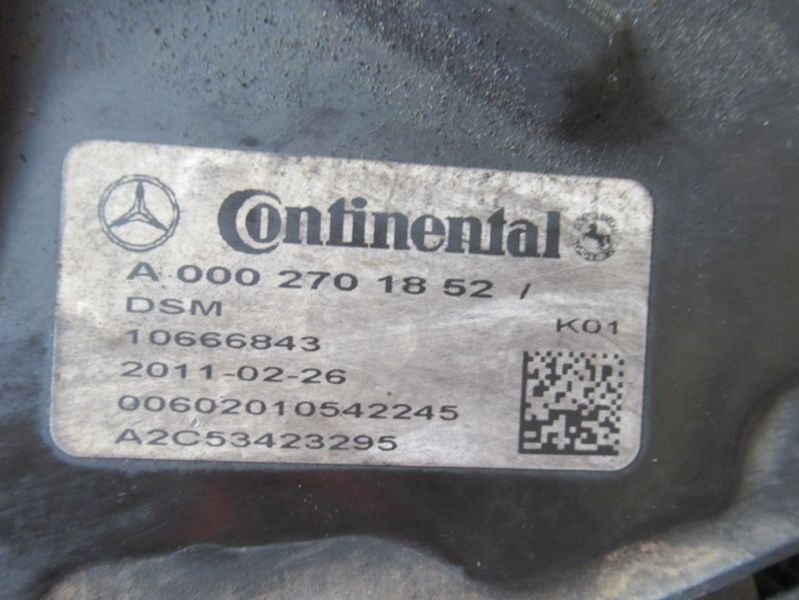 Continental
A 000 270 18 52 /
DSM
K01
10666843
2011-02-26
00602010542245
A2C53423295